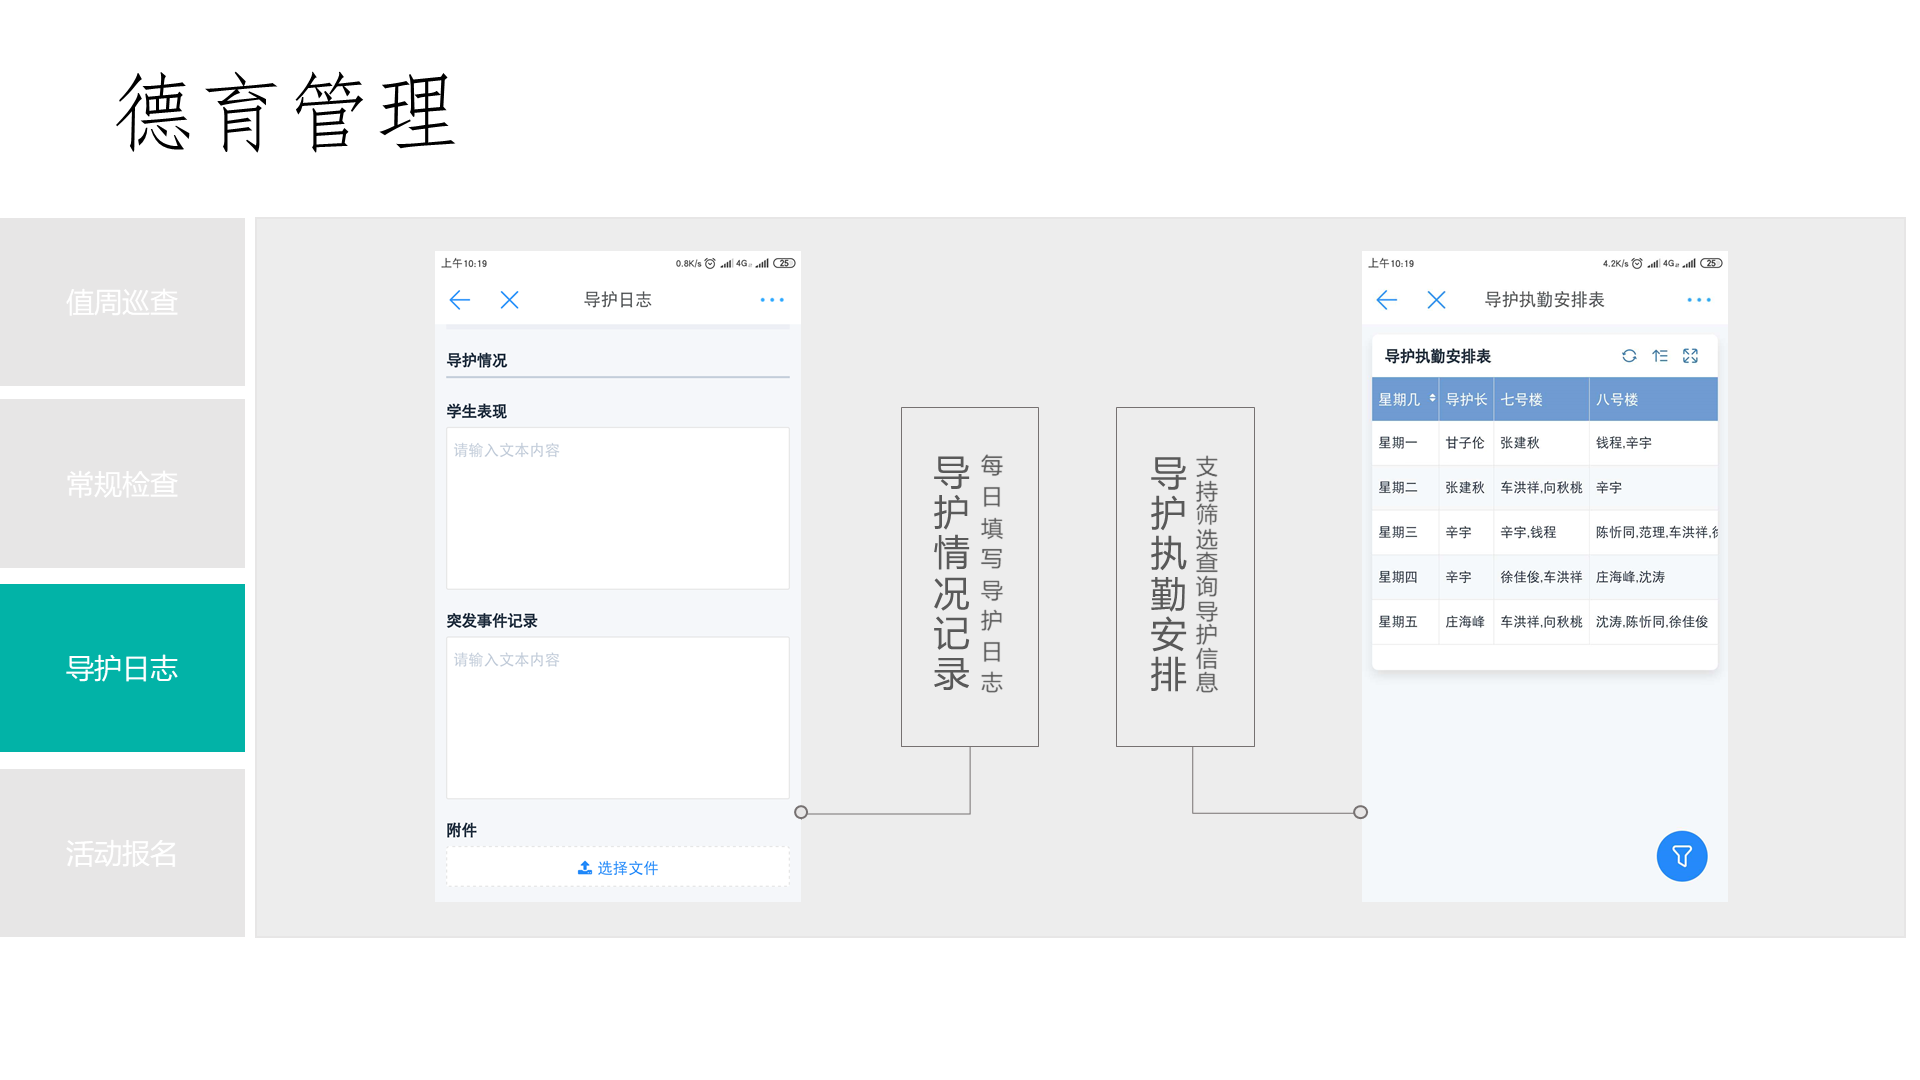 德育管理
值周巡查
常规检查
导护日志
活动报名
上午10:19
0.8K/s
4G
25
导护日志
导护情况
学生表现
请输入文本内容
突发事件记录
请输入文本内容
附件
选择文件
导护情况记录
每日填写导护日志
导护执勤安排
支持筛选查询导护信息
上午10:19
4.2K/s
4G
25
导护执勤安排表
导护执勤安排表
星期几 导护长 七号楼 八号楼
星期一 甘子伦 张建秋 钱程,辛宇
星期二 张建秋 车洪祥,向秋桃 辛宇
星期三 辛宇 辛宇,钱程 陈忻同,范理,车洪祥,
星期四 辛宇 徐佳俊,车洪祥 庄海峰,沈涛
星期五 庄海峰 车洪祥,向秋桃 沈涛,陈忻同,徐佳俊